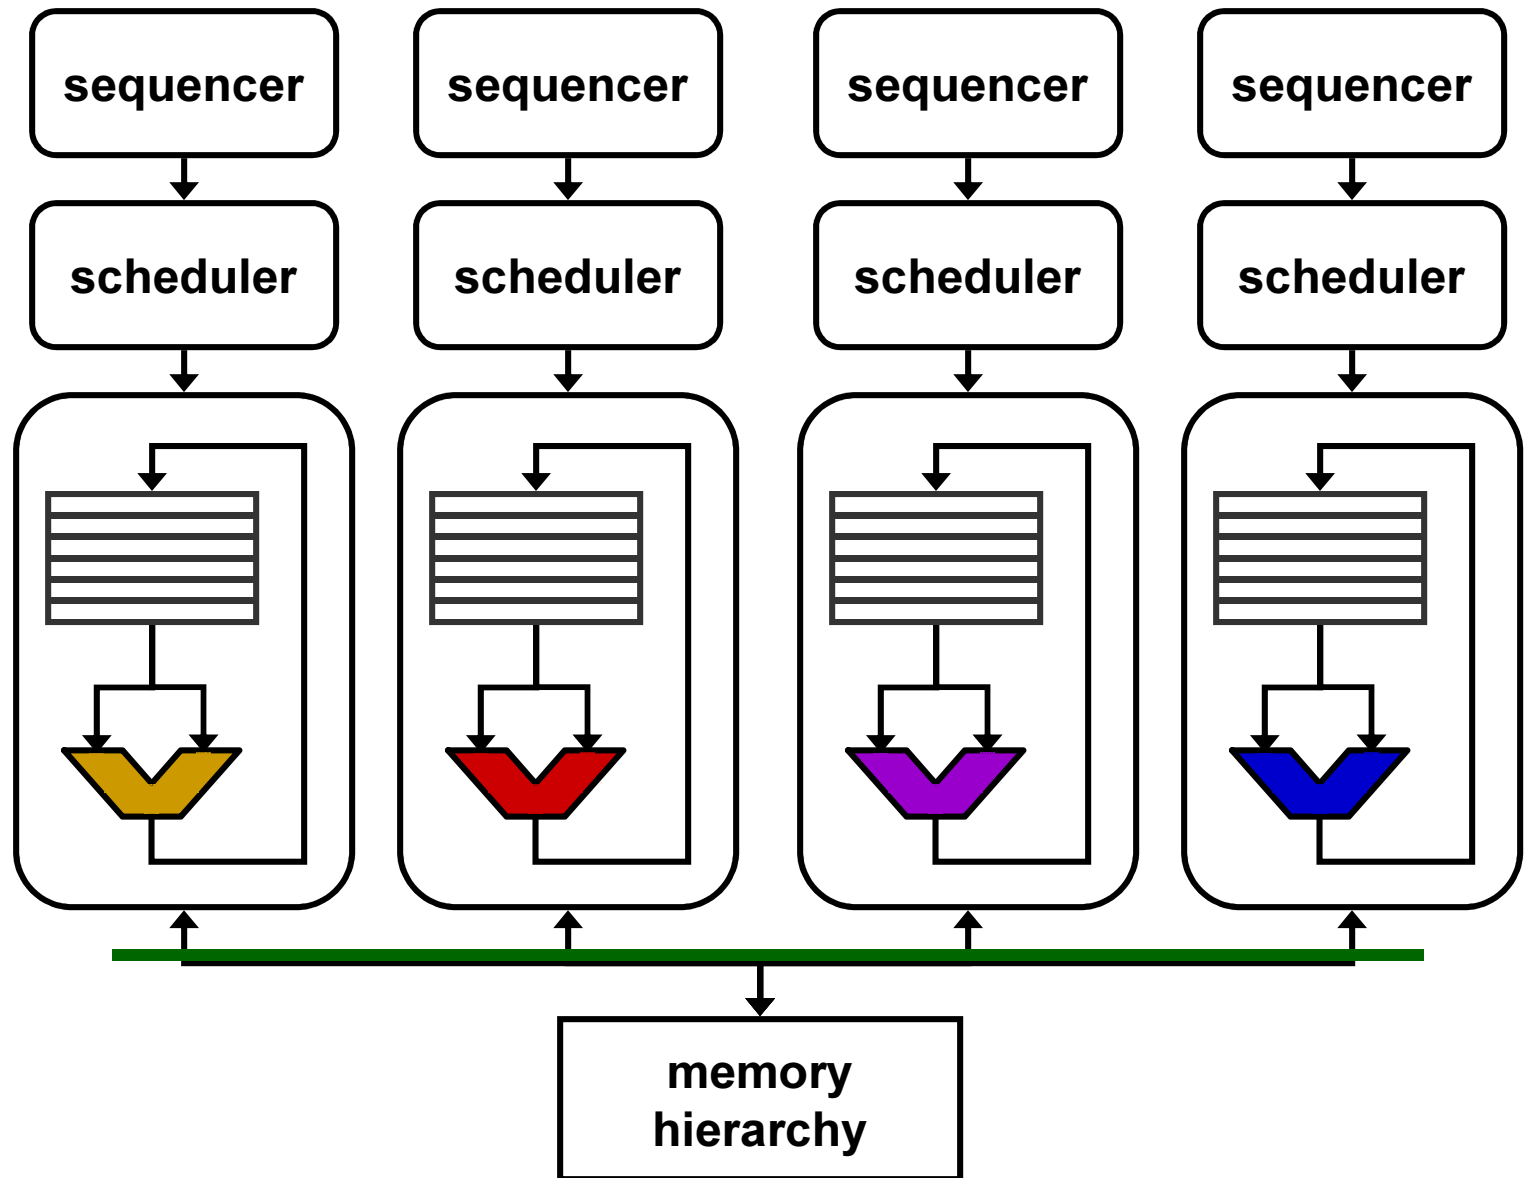 sequencer
sequencer
sequencer
sequencer
scheduler
scheduler
scheduler
scheduler
memory
hierarchy